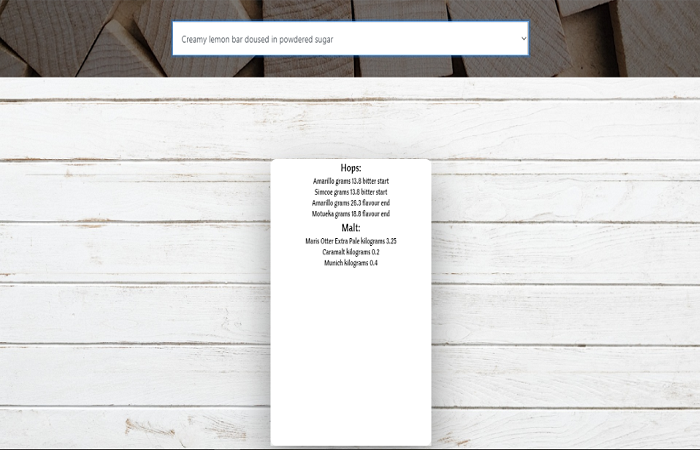 Creamy lemon bar doused in powdered sugar
Hops:
Amarillo grams 13.8 bitter start
Simcoe grams 13.8 bitter start
Amarillo grams 26.3 flavour end
Motueka grams 18.8 flavour end
Malt:
Maris Otter Extra Pale kilograms 3.25
Caramalt kilograms 0.2
Munich kilograms 0.4